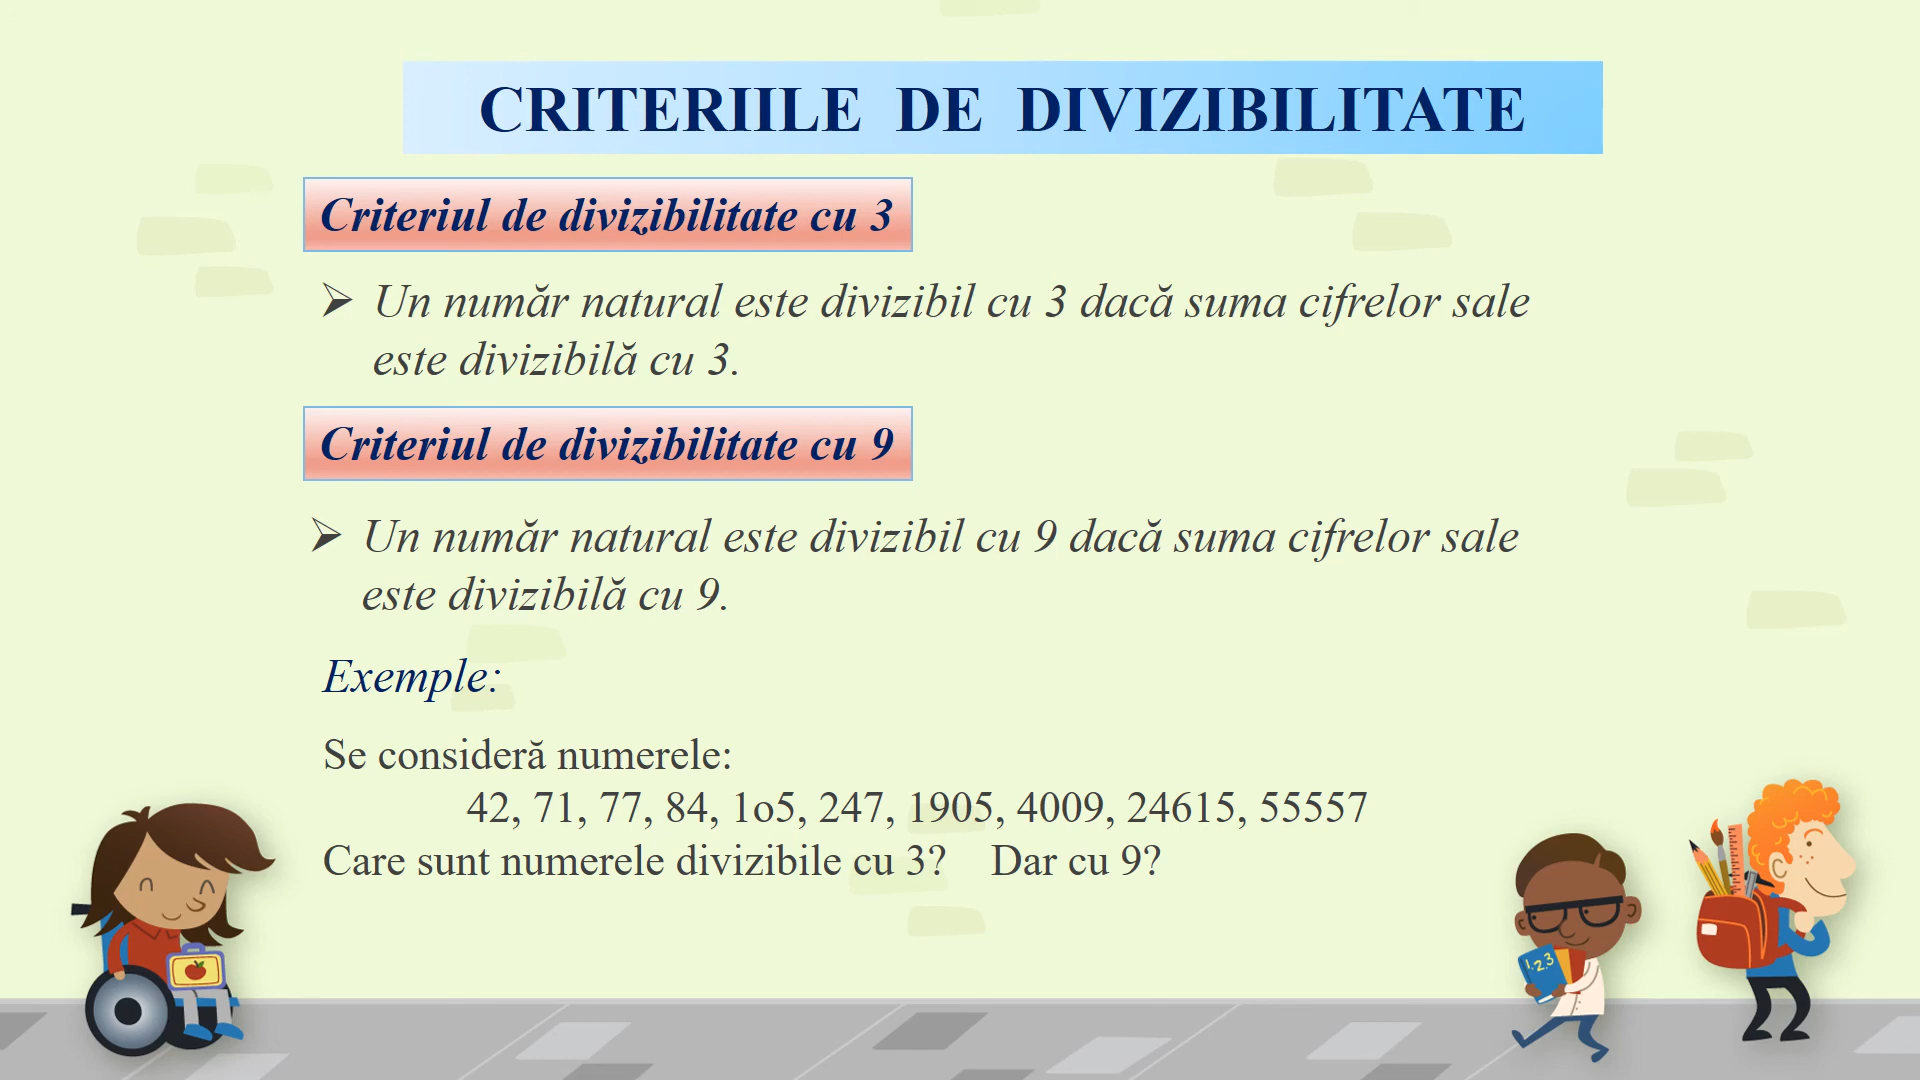 CRITERIILE DE DIVIZIBILITATE
Criteriul de divizibilitate cu 3
➢ Un număr natural este divizibil cu 3 dacă suma cifrelor sale
este divizibilă cu 3.
Criteriul de divizibilitate cu 9
➢ Un număr natural este divizibil cu 9 dacă suma cifrelor sale
este divizibilă cu 9.
Exemple:
Se consideră numerele:
42, 71, 77, 84, 1o5, 247, 1905, 4009, 24615, 55557
Care sunt numerele divizibile cu 3? Dar cu 9?
1,2,3